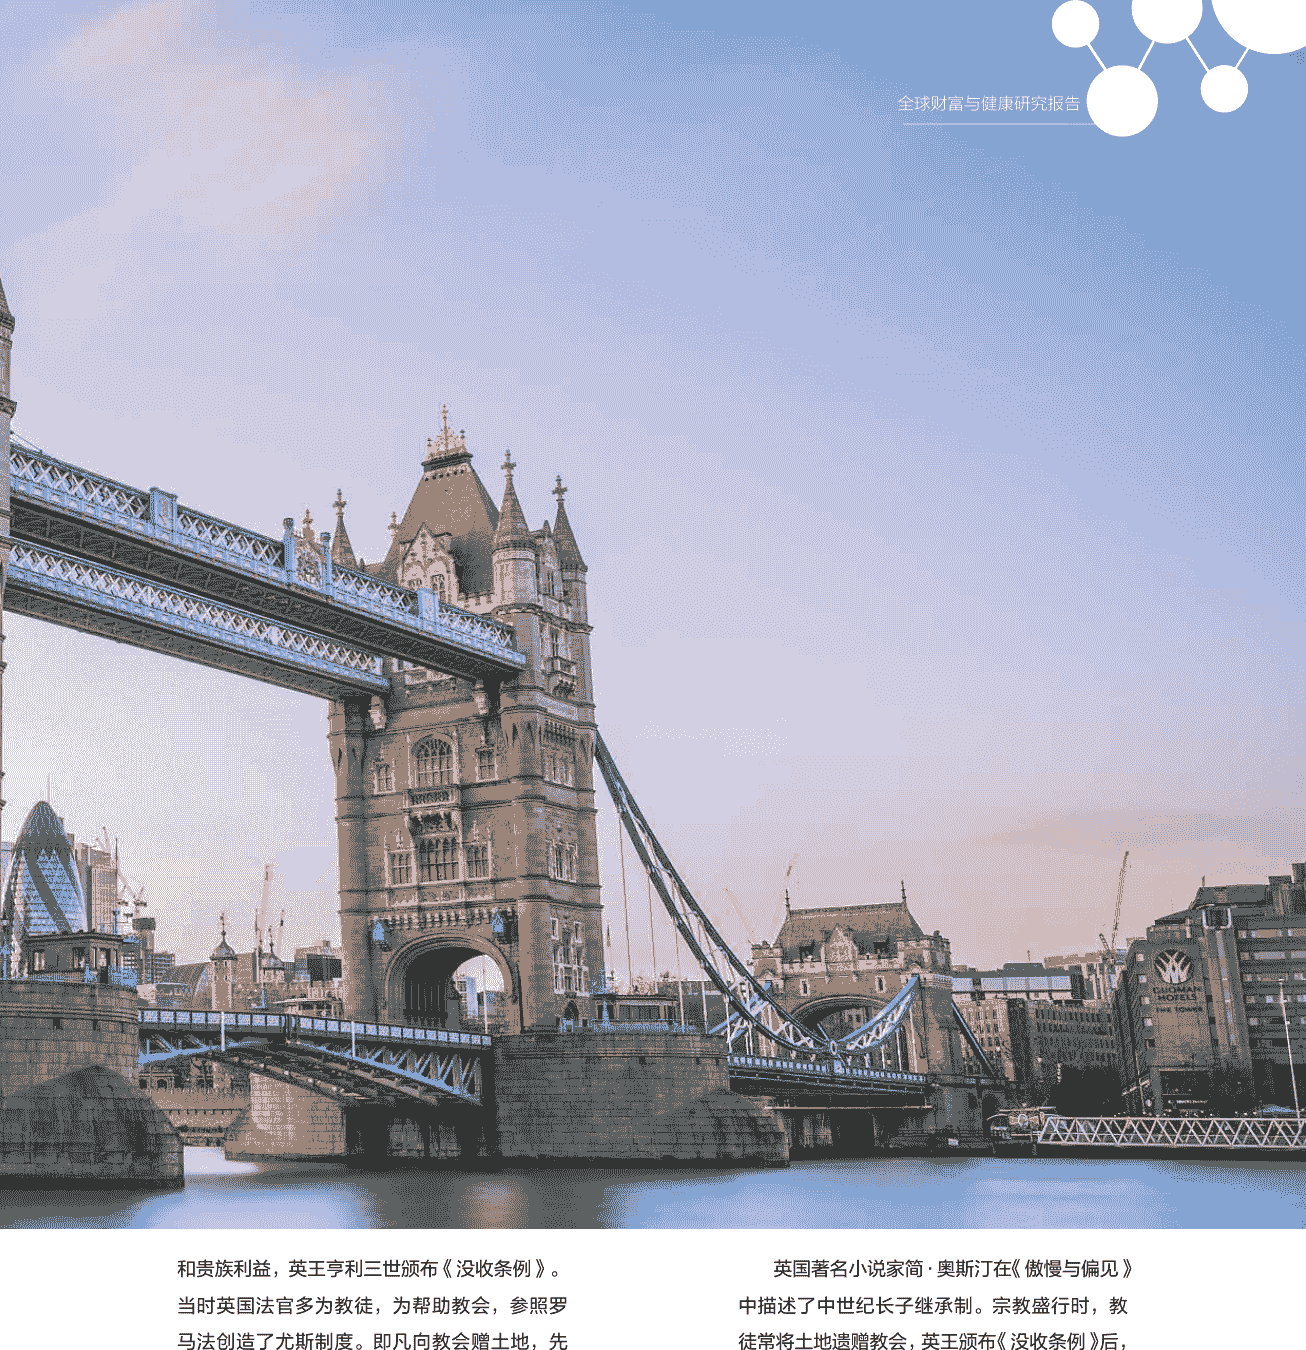 全球财富与健康研究报告
GUOMAN
HOTELS
THE TOWER
和贵族利益，英王亨利三世颁布《没收条例》。
当时英国法官多为教徒，为帮助教会，参照罗
马法创造了尤斯制度。即凡向教会赠土地，先
英国著名小说家简·奥斯汀在《傲慢与偏见》
中描述了中世纪长子继承制。宗教盛行时，教
徒常将土地遗赠教会，英王颁布《没收条例》后，